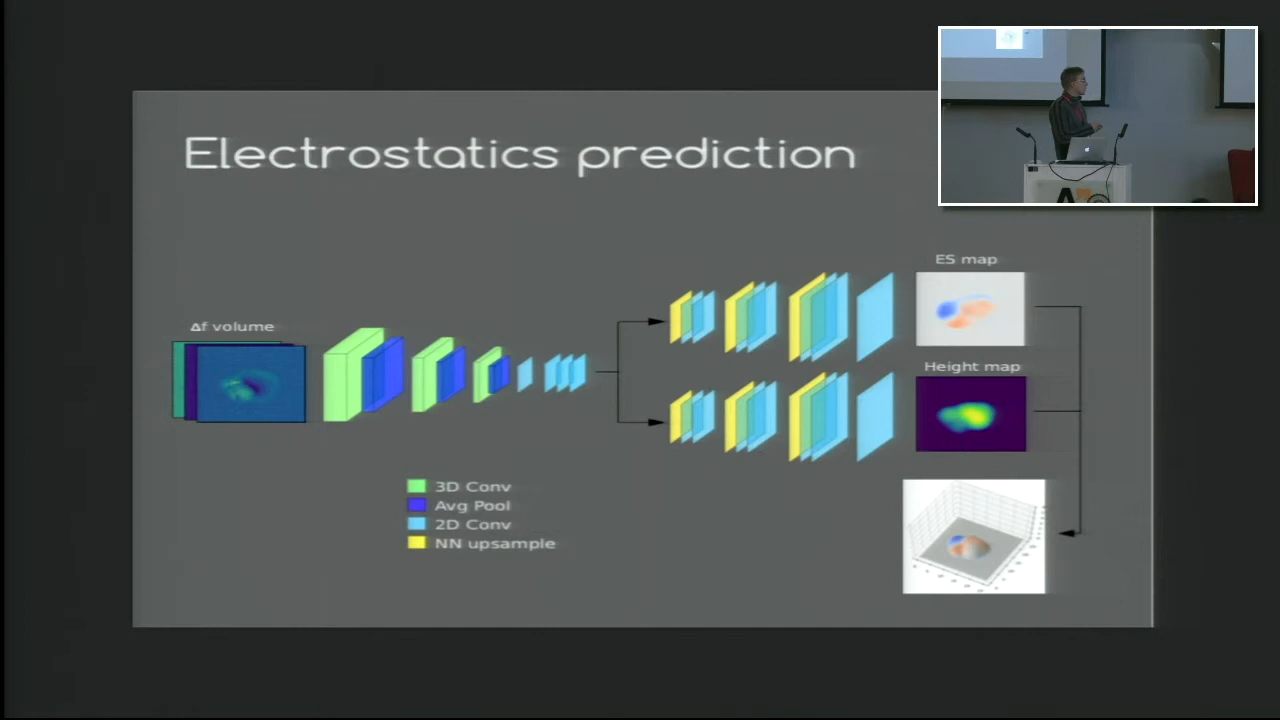 Electrostatics prediction
ES map
Δf volume
Height map
3D Conv
Avg Pool
2D Conv
NN upsample